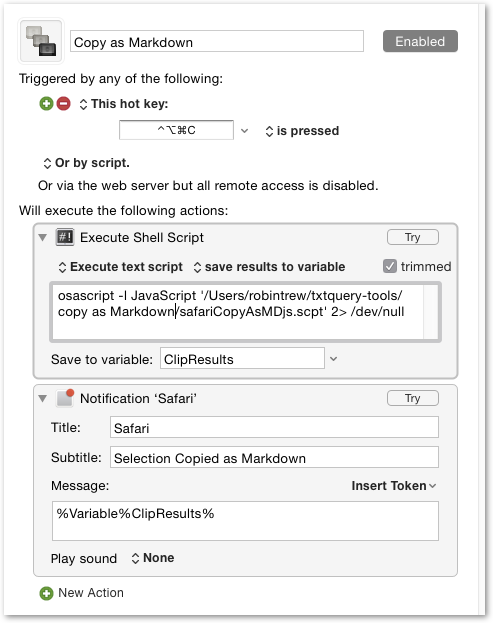 Copy as Markdown
Enabled
Triggered by any of the following:
This hot key:
^⌥⌘C
is pressed
Or by script.
Or via the web server but all remote access is disabled.
Will execute the following actions:
#! Execute Shell Script Try
Execute text script save results to variable trimmed
osascript -l JavaScript '/Users/robintrew/txtquery-tools/
copy as Markdown/safariCopyAsMDjs.scpt' 2> /dev/null
Save to variable: ClipResults
Notification ‘Safari’ Try
Title: Safari
Subtitle: Selection Copied as Markdown
Message: Insert Token
%Variable%ClipResults%
Play sound None
New Action